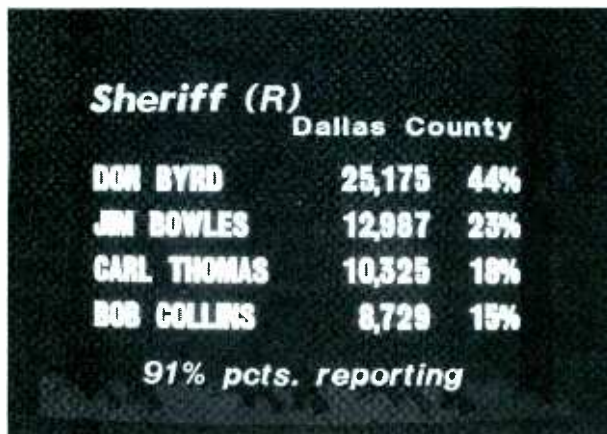 Sheriff (R)
Dallas County
DON BYRD 25,175 44%
JIM BOWLES 12,987 23%
CARL THOMAS 10,325 18%
BOB COLLINS 8,729 15%
91% pcts. reporting